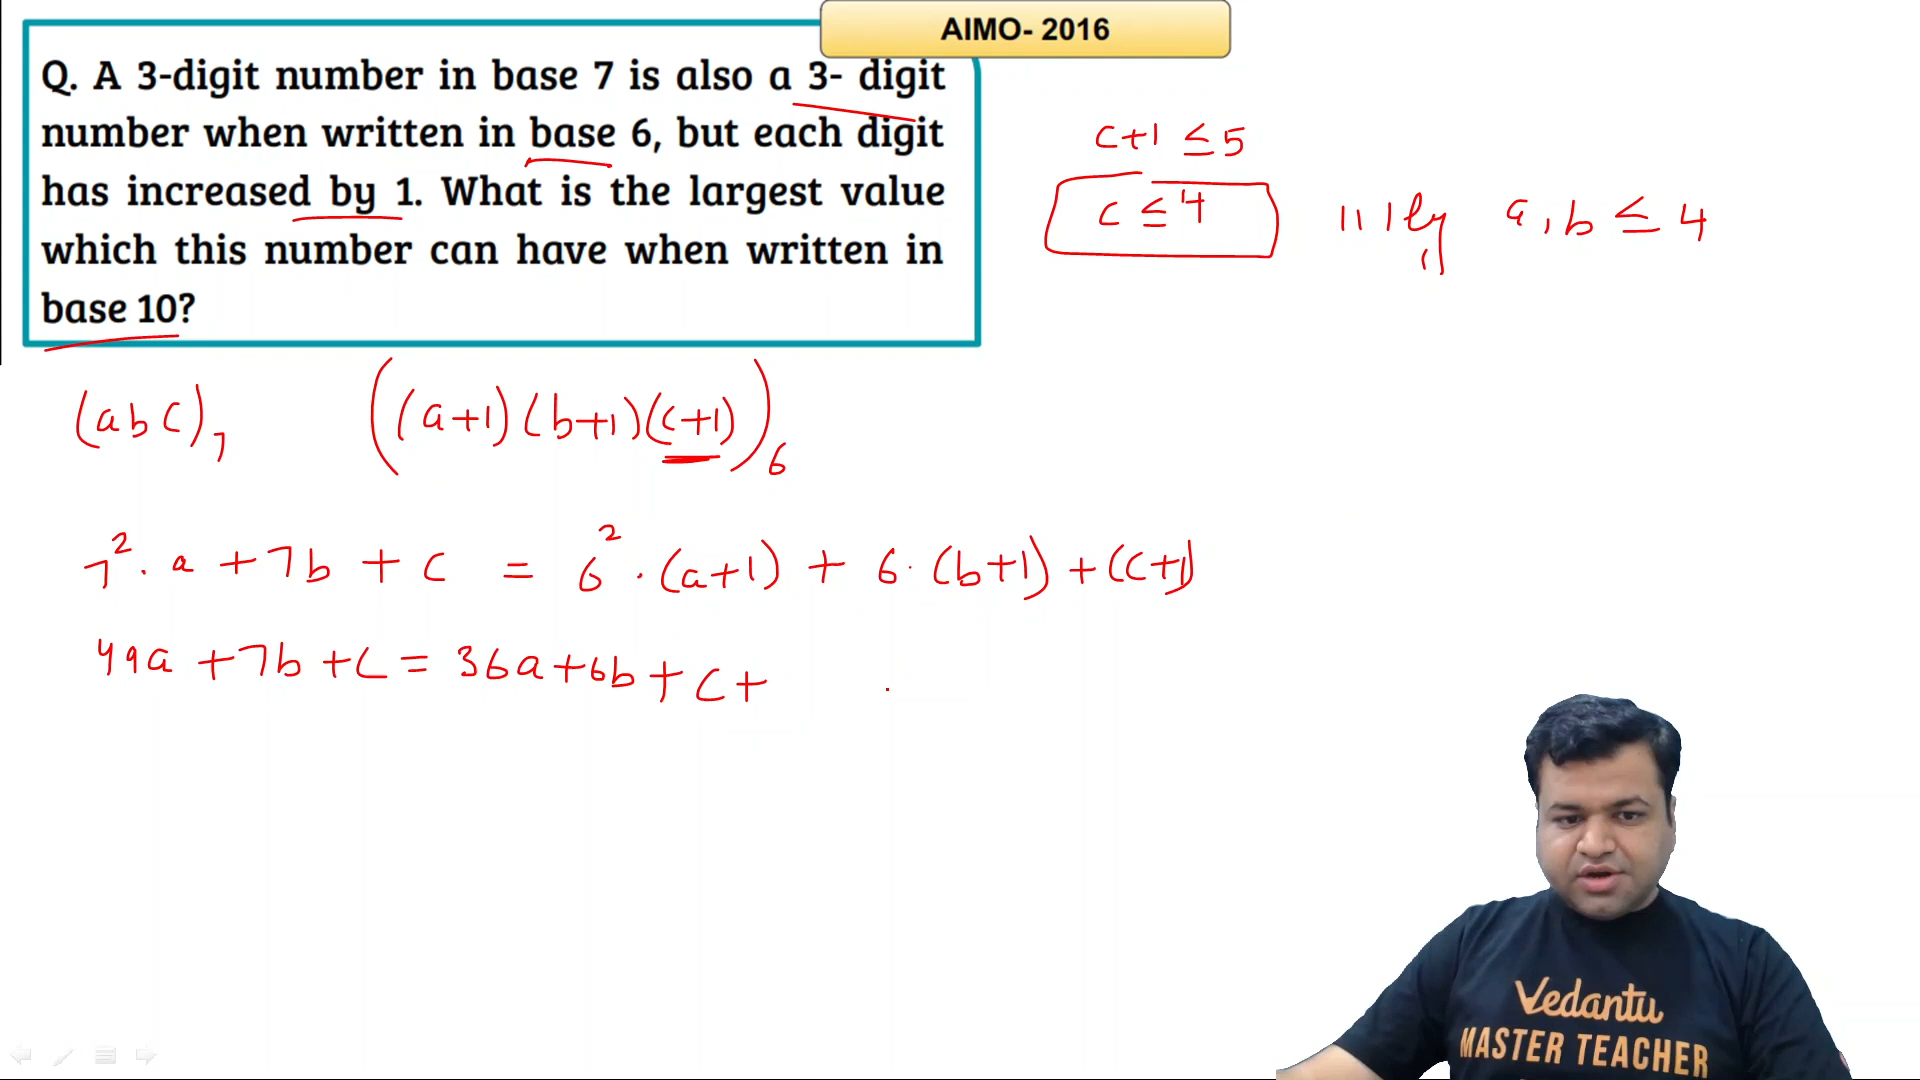 AIMO- 2016
Q. A 3-digit number in base 7 is also a 3- digit
number when written in base 6, but each digit
has increased by 1. What is the largest value
which this number can have when written in
base 10?
c+1 ≤ 5
c ≤ 4
|||ly a, b ≤ 4
(abc)₇ ((a+1)(b+1)(c+1))₆
7²·a + 7b + c = 6²·(a+1) + 6·(b+1) + (c+1)
49a + 7b + c = 36a + 6b + c +
Vedantu
MASTER TEACHER